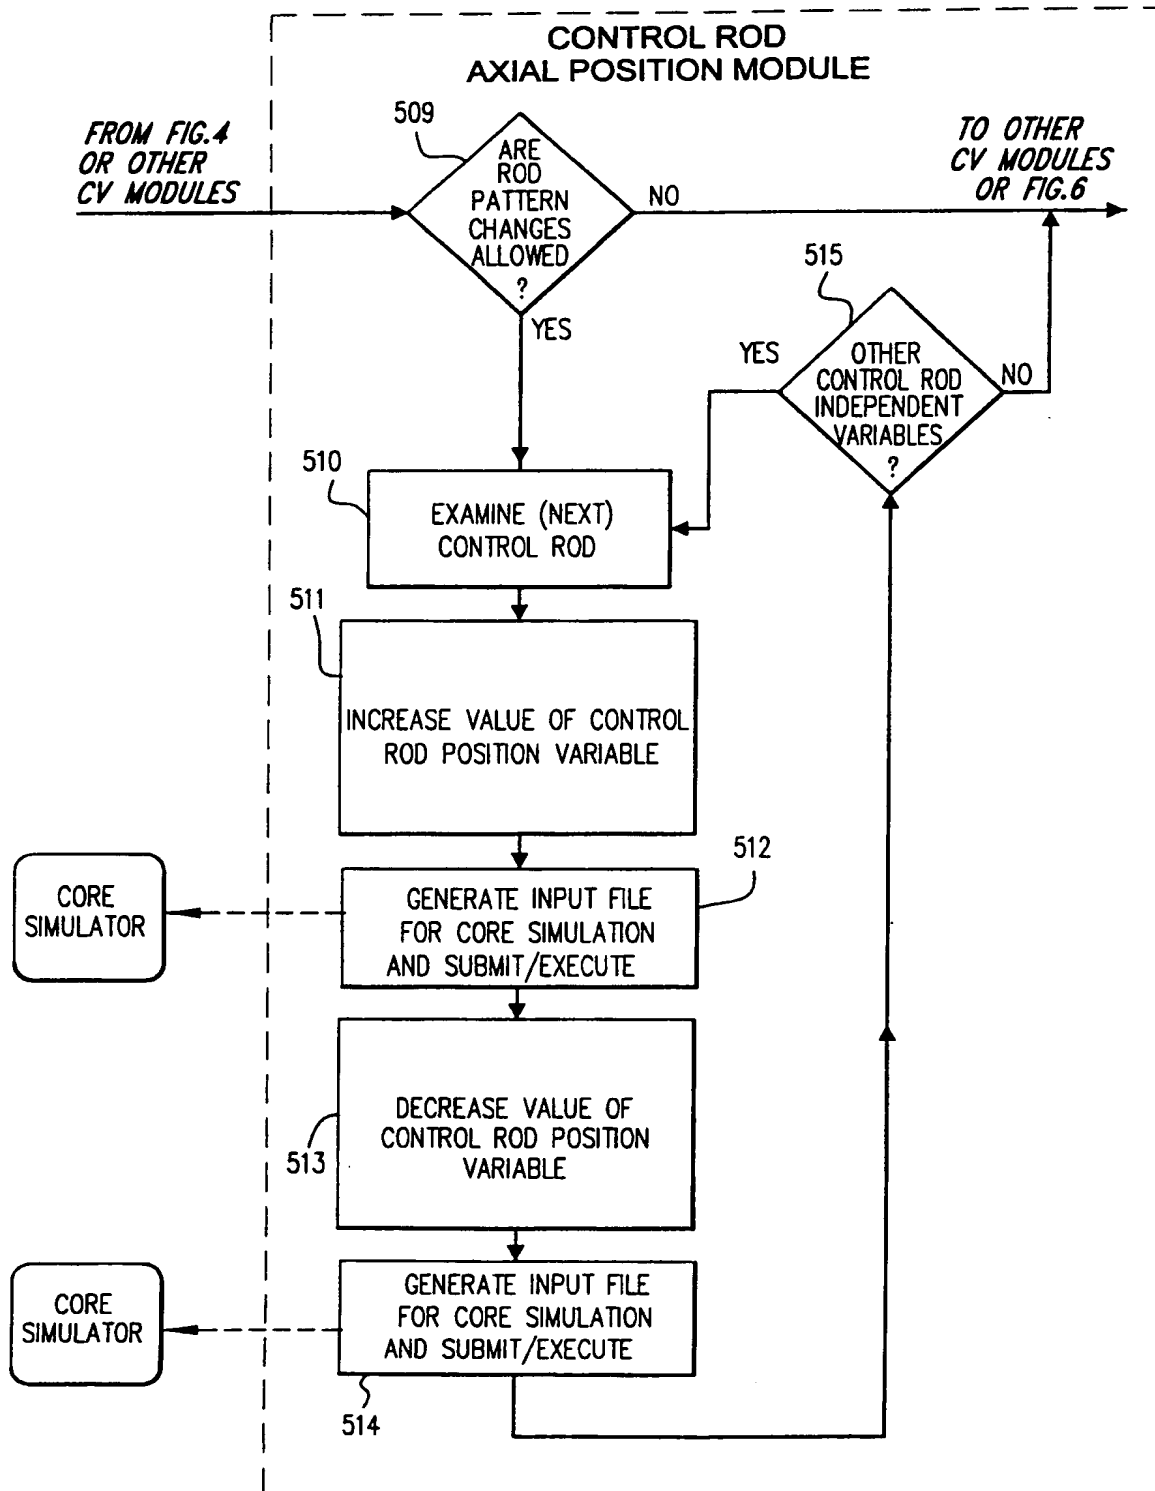 CONTROL ROD
AXIAL POSITION MODULE
FROM FIG.4
OR OTHER
CV MODULES
509
ARE
ROD
PATTERN
CHANGES
ALLOWED
?
NO
YES
TO OTHER
CV MODULES
OR FIG.6
515
OTHER
CONTROL ROD
INDEPENDENT
VARIABLES
?
YES
NO
510
EXAMINE (NEXT)
CONTROL ROD
511
INCREASE VALUE OF CONTROL
ROD POSITION VARIABLE
512
GENERATE INPUT FILE
FOR CORE SIMULATION
AND SUBMIT/EXECUTE
CORE
SIMULATOR
513
DECREASE VALUE OF
CONTROL ROD POSITION
VARIABLE
GENERATE INPUT FILE
FOR CORE SIMULATION
AND SUBMIT/EXECUTE
514
CORE
SIMULATOR